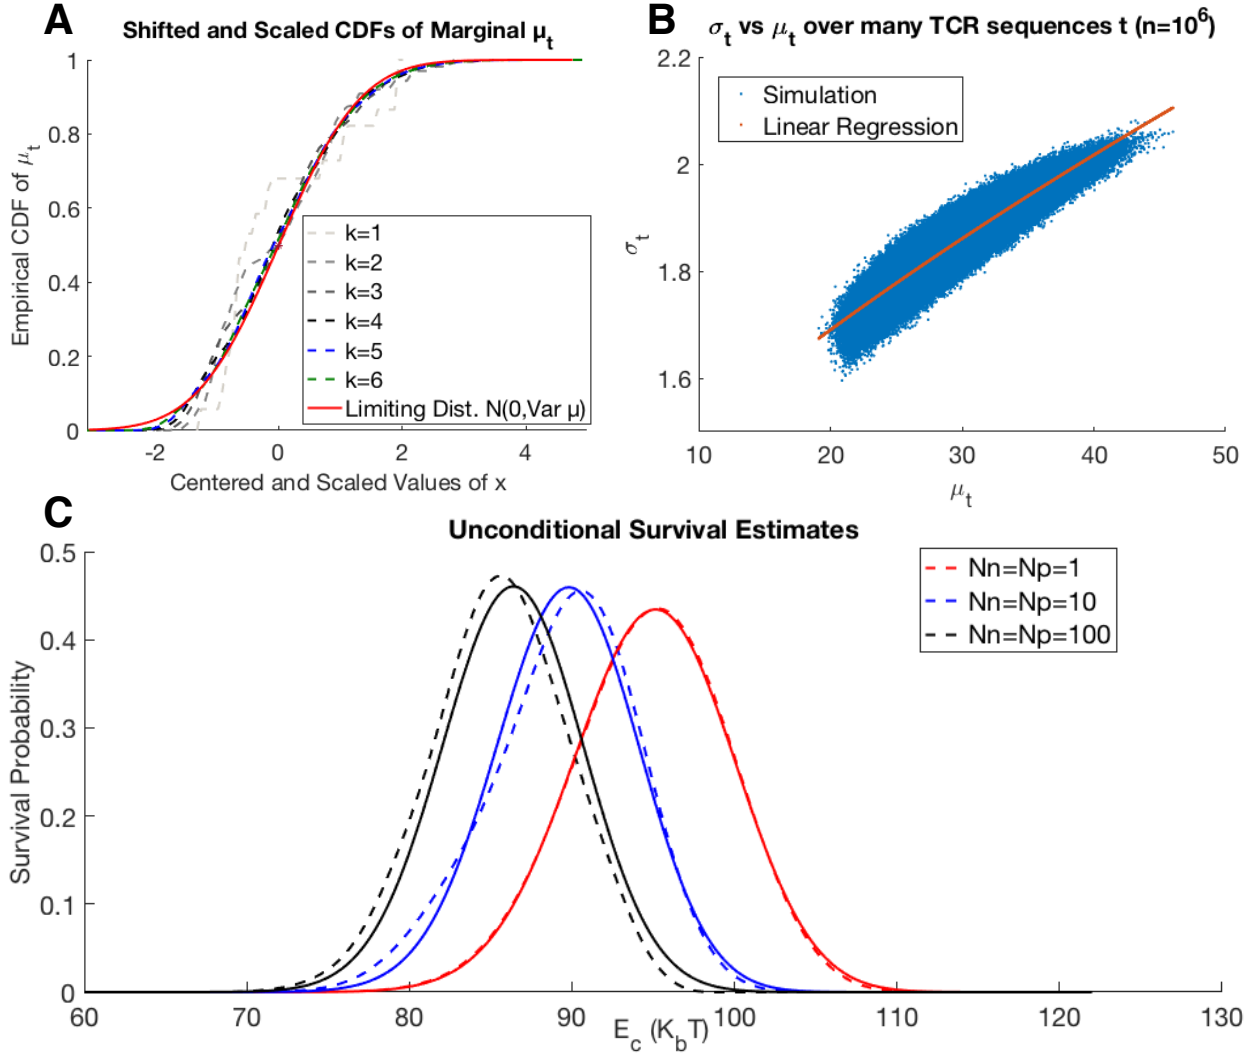 A
Shifted and Scaled CDFs of Marginal μt
Empirical CDF of μt
1
0.8
0.6
0.4
0.2
0
-2
0
2
4
Centered and Scaled Values of x
k=1
k=2
k=3
k=4
k=5
k=6
Limiting Dist. N(0,Var μ)
B
σt vs μt over many TCR sequences t (n=10^6)
Simulation
Linear Regression
σt
2.2
2
1.8
1.6
10
20
30
40
50
μt
C
Unconditional Survival Estimates
Nn=Np=1
Nn=Np=10
Nn=Np=100
Survival Probability
0.5
0.4
0.3
0.2
0.1
0
60
70
80
90
100
110
120
130
Ec (KbT)